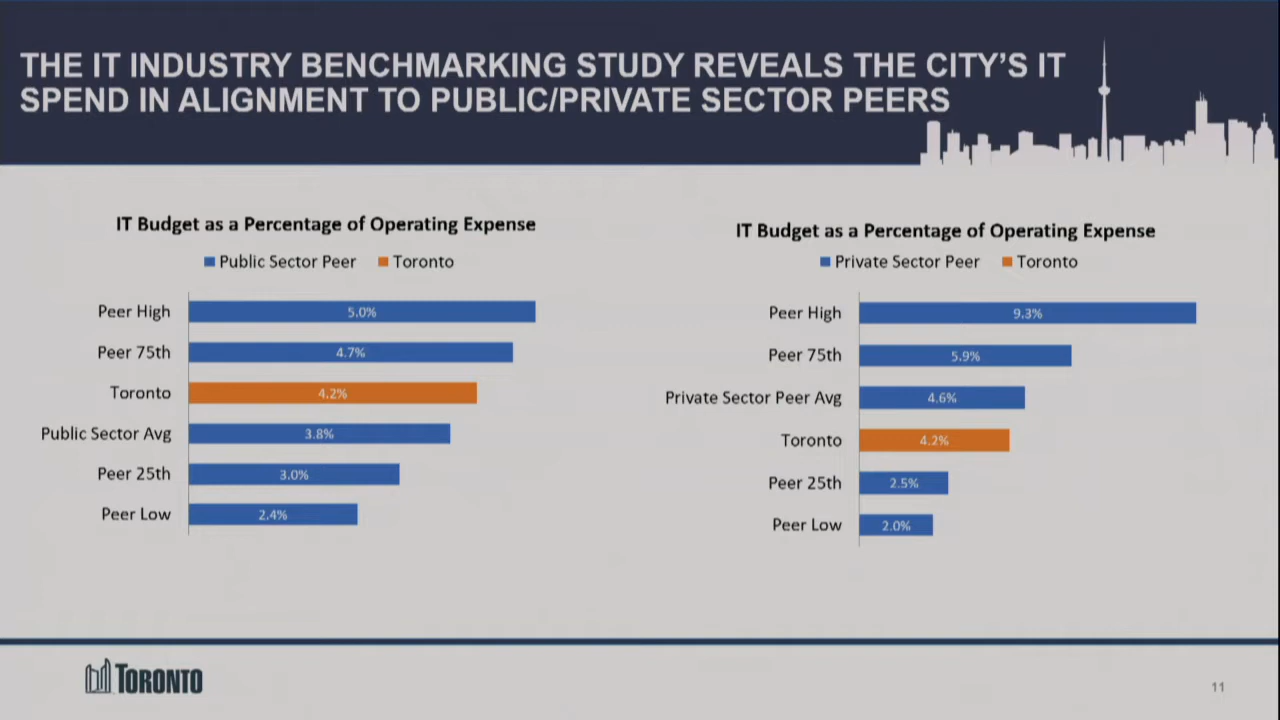 THE IT INDUSTRY BENCHMARKING STUDY REVEALS THE CITY'S IT
SPEND IN ALIGNMENT TO PUBLIC/PRIVATE SECTOR PEERS
IT Budget as a Percentage of Operating Expense
Public Sector Peer Toronto
Peer High 5.0%
Peer 75th 4.7%
Toronto 4.2%
Public Sector Avg 3.8%
Peer 25th 3.0%
Peer Low 2.4%
IT Budget as a Percentage of Operating Expense
Private Sector Peer Toronto
Peer High 9.3%
Peer 75th 5.9%
Private Sector Peer Avg 4.6%
Toronto 4.2%
Peer 25th 2.5%
Peer Low 2.0%
TORONTO
11